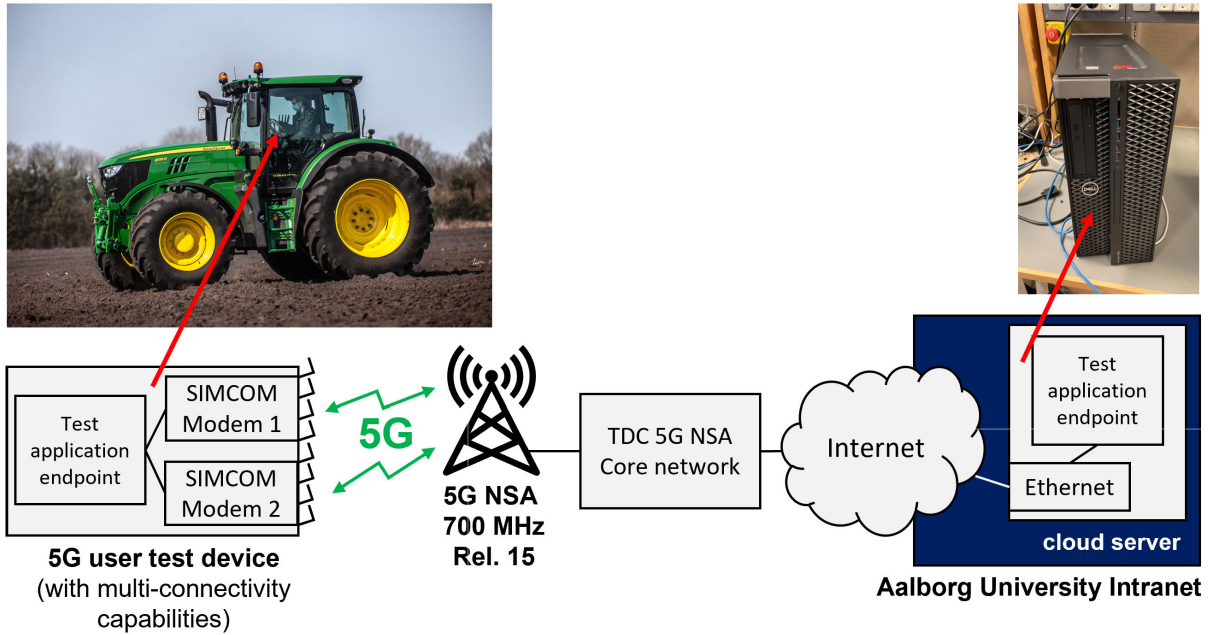 DELL
Test
application
endpoint
SIMCOM
Modem 1
SIMCOM
Modem 2
5G
5G NSA
700 MHz
Rel. 15
TDC 5G NSA
Core network
Internet
Test
application
endpoint
Ethernet
cloud server
5G user test device
(with multi-connectivity
capabilities)
Aalborg University Intranet